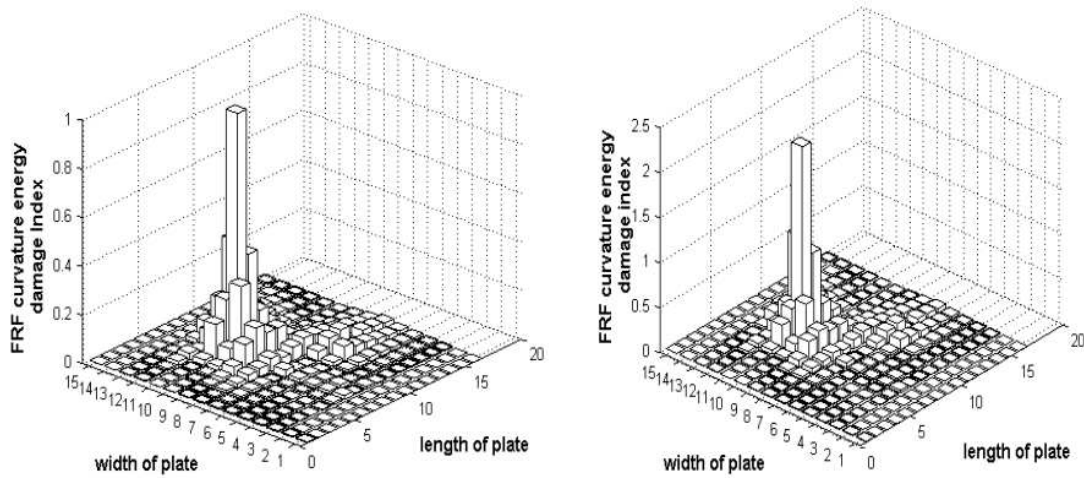 FRF curvature energy
damage Index
1
0.8
0.6
0.4
0.2
0
15 14 13 12 11 10 9 8 7 6 5 4 3 2 1
0
5
10
15
20
width of plate
length of plate
FRF curvature energy
damage index
2.5
2
1.5
1
0.5
0
15 14 13 12 11 10 9 8 7 6 5 4 3 2 1
0
5
10
15
20
width of plate
length of plate